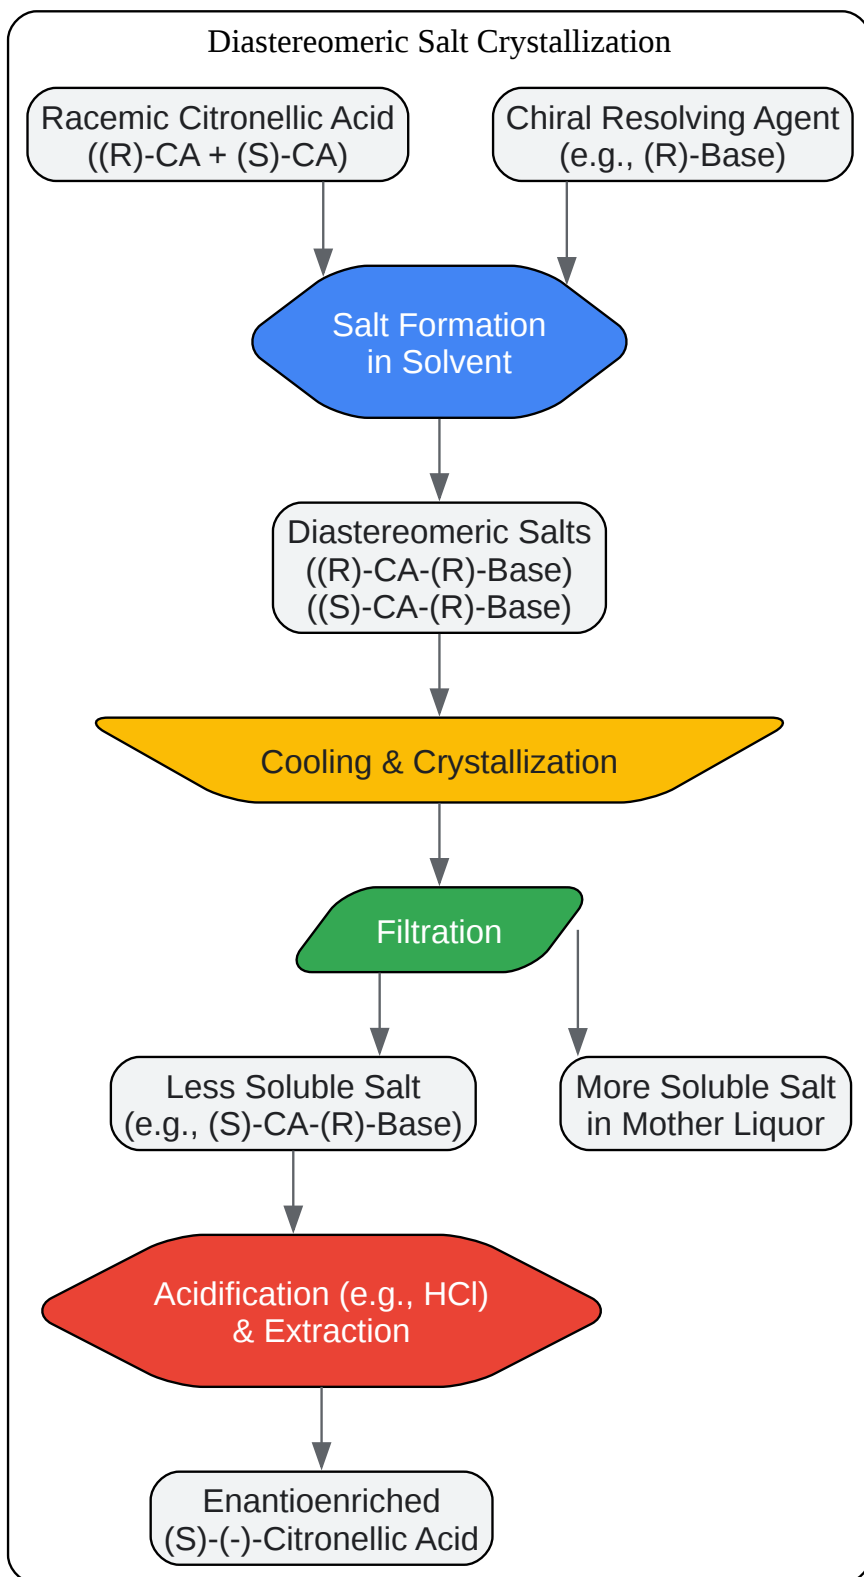 Diastereomeric Salt Crystallization
Racemic Citronellic Acid
((R)-CA + (S)-CA)
Chiral Resolving Agent
(e.g., (R)-Base)
Salt Formation
in Solvent
Diastereomeric Salts
((R)-CA-(R)-Base)
((S)-CA-(R)-Base)
Cooling & Crystallization
Filtration
Less Soluble Salt
(e.g., (S)-CA-(R)-Base)
More Soluble Salt
in Mother Liquor
Acidification (e.g., HCl)
& Extraction
Enantioenriched
(S)-(-)-Citronellic Acid